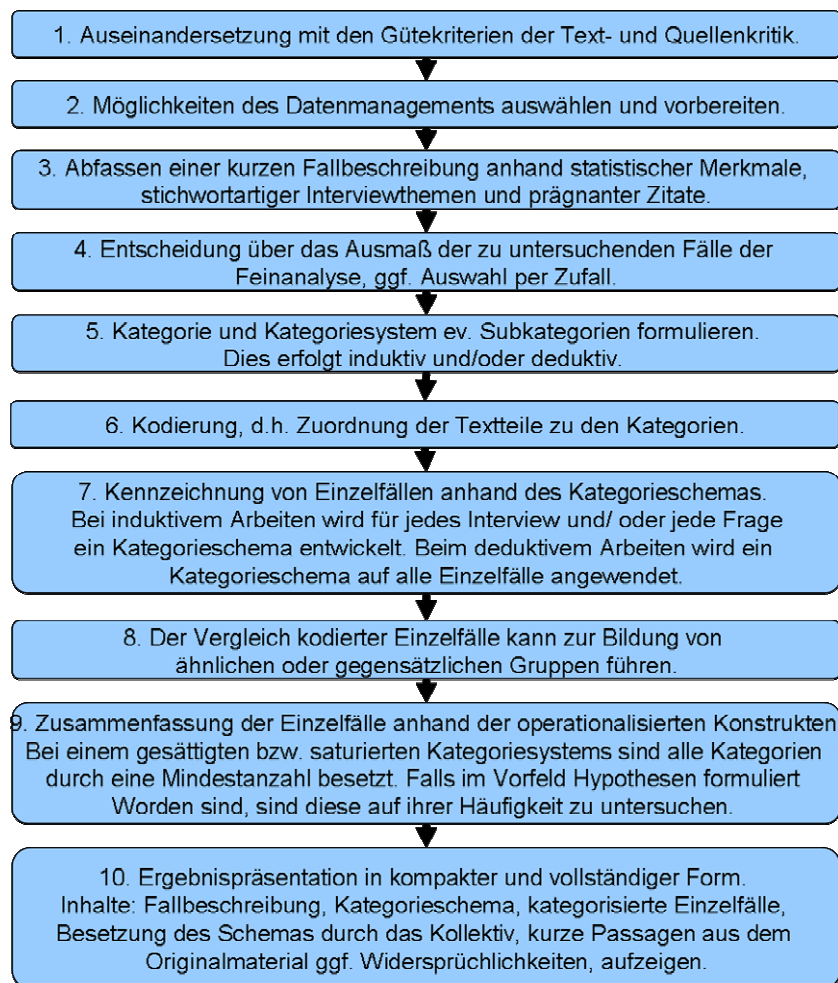 1. Auseinandersetzung mit den Gütekriterien der Text- und Quellenkritik.
2. Möglichkeiten des Datenmanagements auswählen und vorbereiten.
3. Abfassen einer kurzen Fallbeschreibung anhand statistischer Merkmale,
stichwortartiger Interviewthemen und prägnanter Zitate.
4. Entscheidung über das Ausmaß der zu untersuchenden Fälle der
Feinanalyse, ggf. Auswahl per Zufall.
5. Kategorie und Kategoriesystem ev. Subkategorien formulieren.
Dies erfolgt induktiv und/oder deduktiv.
6. Kodierung, d.h. Zuordnung der Textteile zu den Kategorien.
7. Kennzeichnung von Einzelfällen anhand des Kategorieschemas.
Bei induktivem Arbeiten wird für jedes Interview und/ oder jede Frage
ein Kategorieschema entwickelt. Beim deduktivem Arbeiten wird ein
Kategorieschema auf alle Einzelfälle angewendet.
8. Der Vergleich kodierter Einzelfälle kann zur Bildung von
ähnlichen oder gegensätzlichen Gruppen führen.
9. Zusammenfassung der Einzelfälle anhand der operationalisierten Konstrukten
Bei einem gesättigten bzw. saturierten Kategoriesystems sind alle Kategorien
durch eine Mindestanzahl besetzt. Falls im Vorfeld Hypothesen formuliert
Worden sind, sind diese auf ihrer Häufigkeit zu untersuchen.
10. Ergebnispräsentation in kompakter und vollständiger Form.
Inhalte: Fallbeschreibung, Kategorieschema, kategorisierte Einzelfälle,
Besetzung des Schemas durch das Kollektiv, kurze Passagen aus dem
Originalmaterial ggf. Widersprüchlichkeiten, aufzeigen.